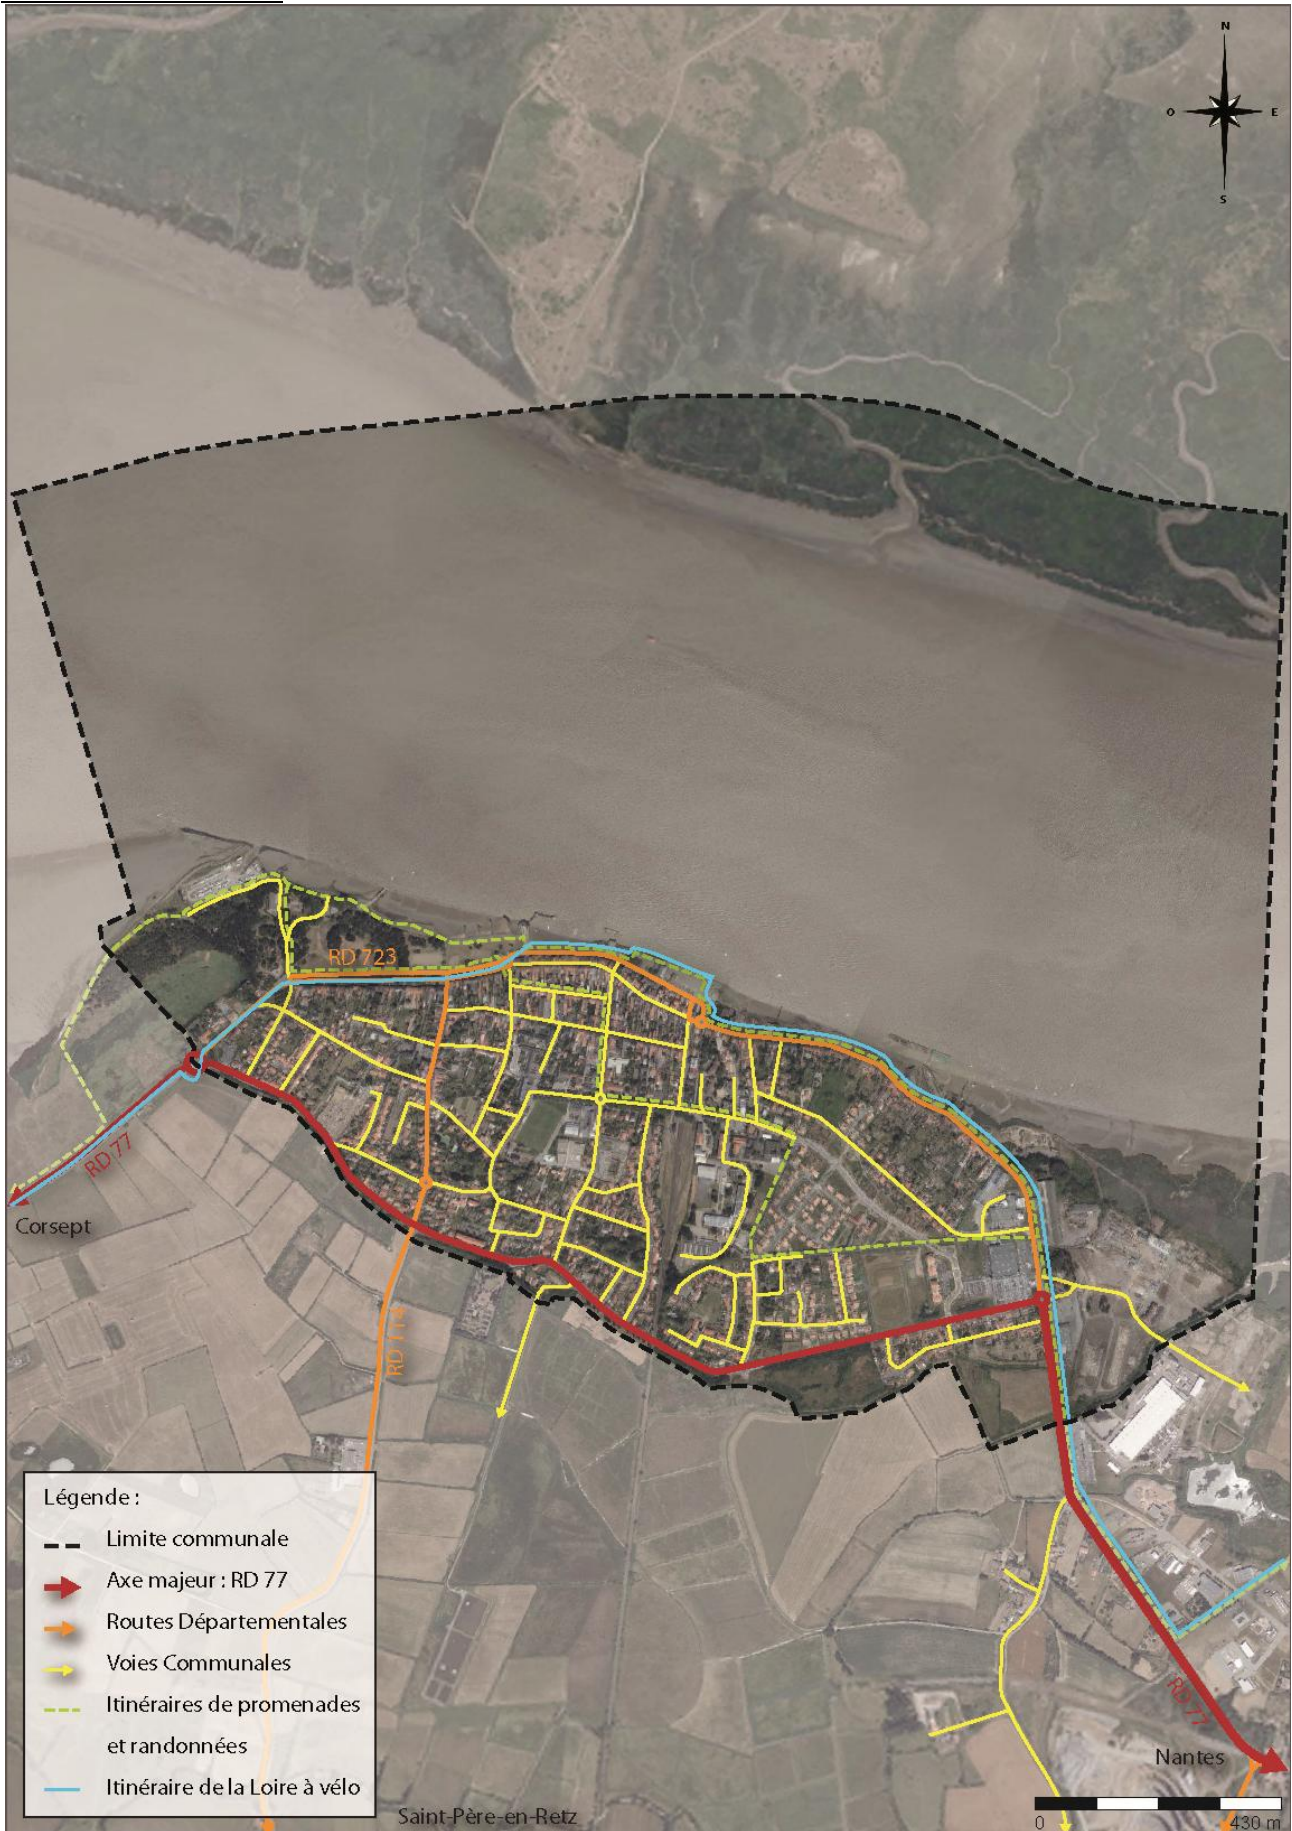 N
O
E
S
RD 723
RD 77
Corsept
RD 114
Légende :
Limite communale
Axe majeur : RD 77
Routes Départementales
Voies Communales
Itinéraires de promenades
et randonnées
Itinéraire de la Loire à vélo
RD 77
Nantes
Saint-Père-en-Retz
0
430 m